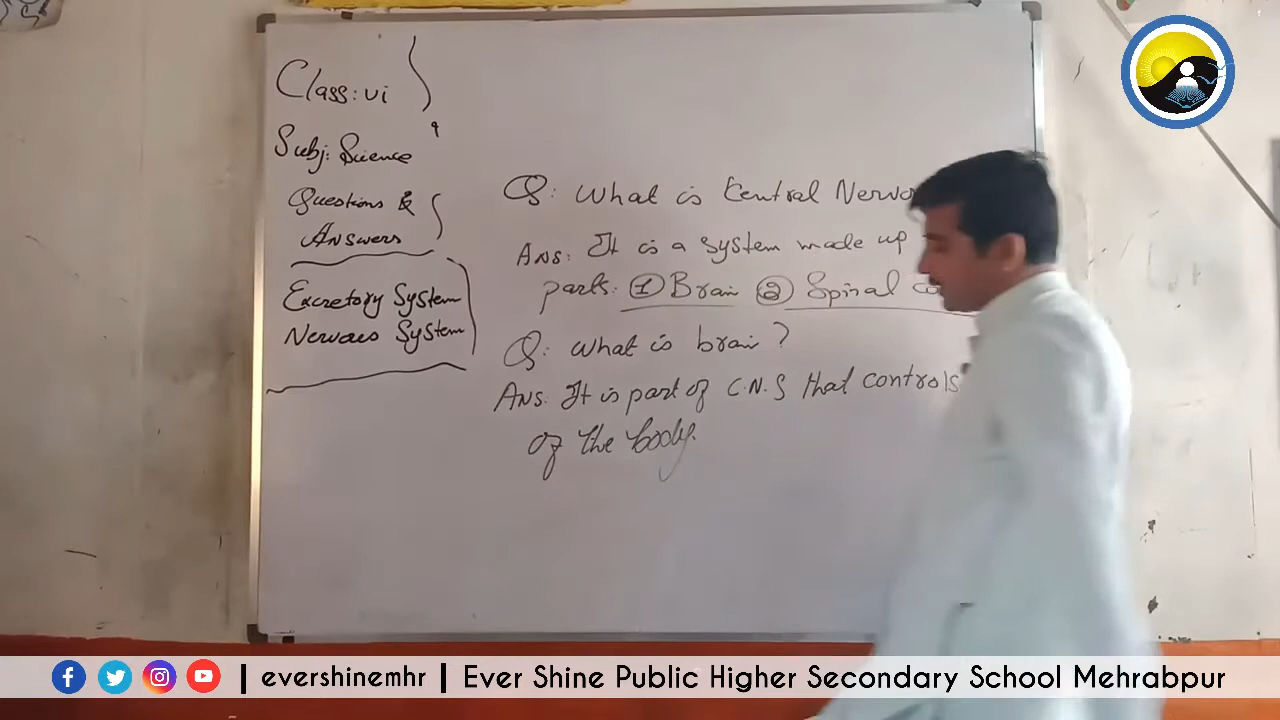 Class: vi
Subj: Science
Questions &
Answers
Excretory System
Nervous System
Q: What is Central
Ans: It is a system made up
parts: ① Brain ② Spinal
Q: What is brain?
Ans: It is part of C.N.S that controls
of the body.
| evershinemhr | Ever Shine Public Higher Secondary School Mehrabpur